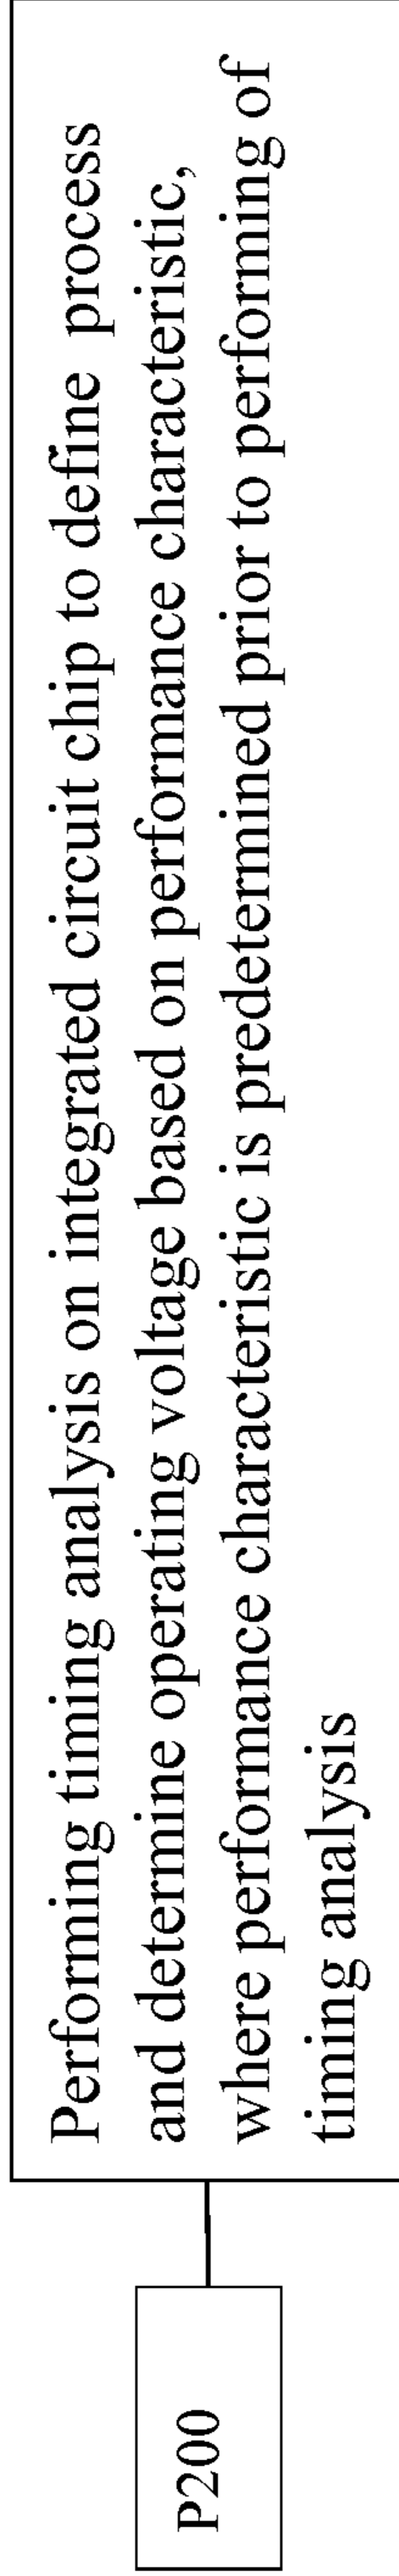 P200
Performing timing analysis on integrated circuit chip to define process
and determine operating voltage based on performance characteristic,
where performance characteristic is predetermined prior to performing of
timing analysis